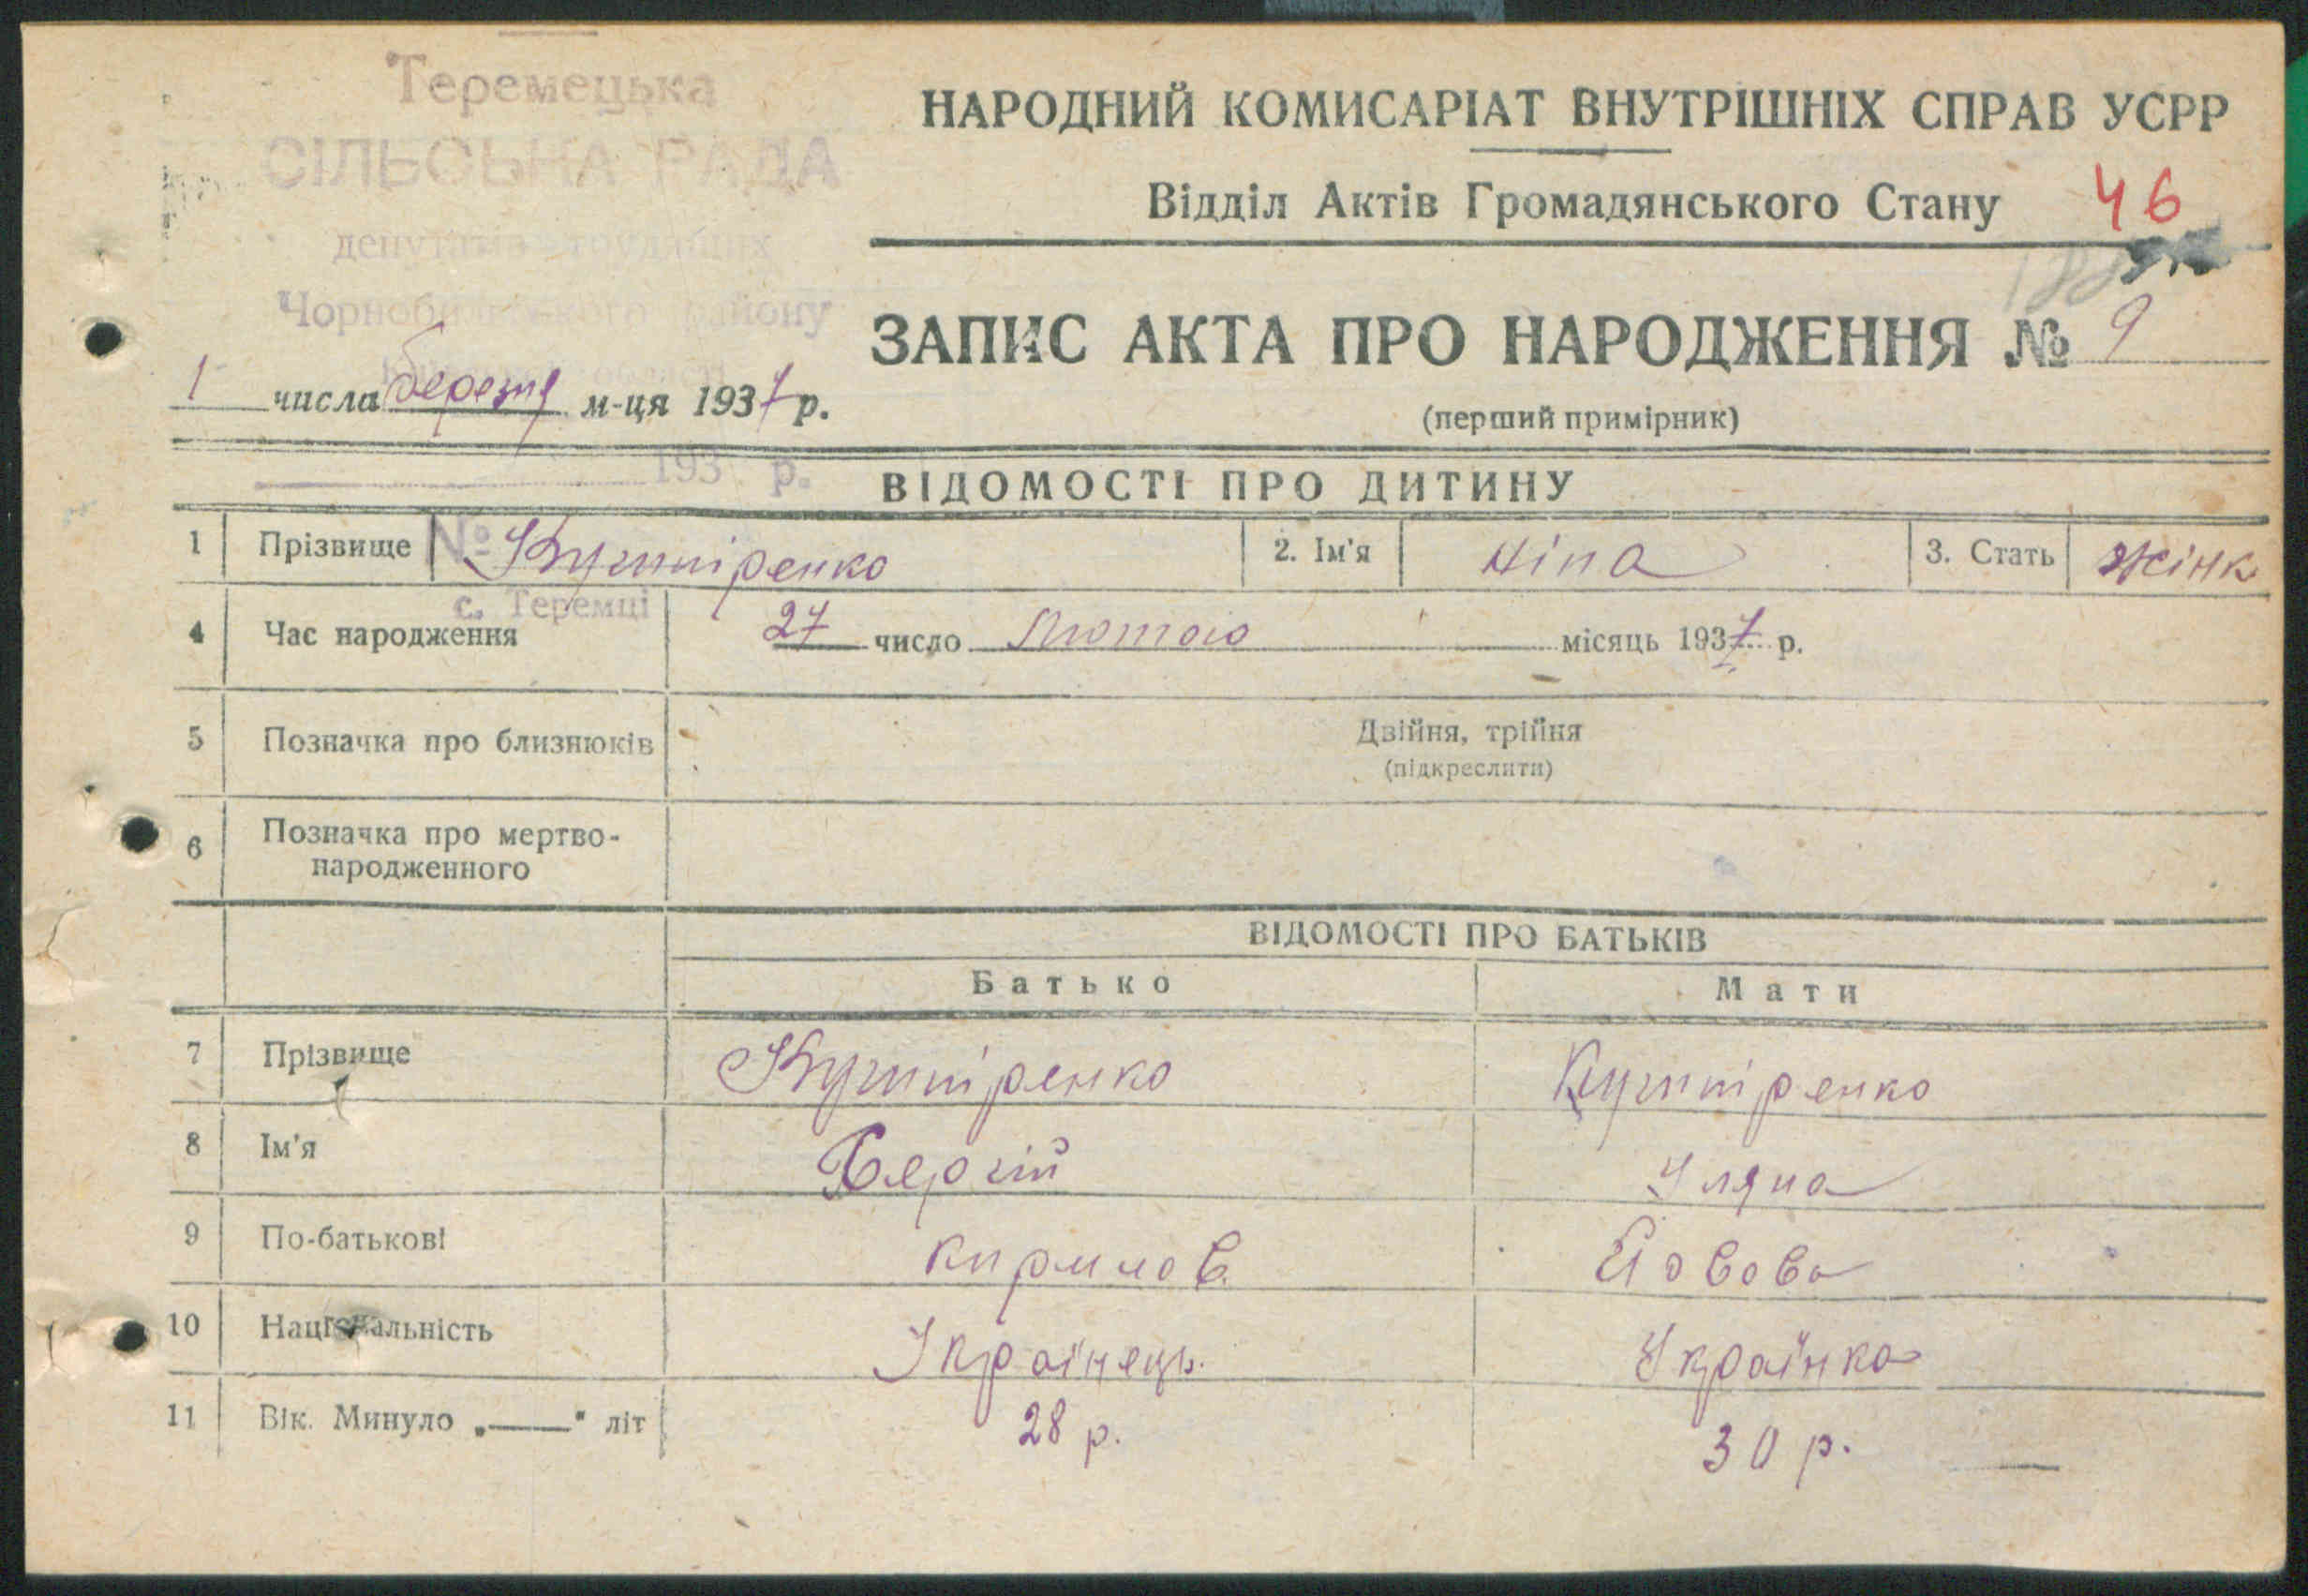 Теремецька
СІЛЬСЬКА РАДА
депутатів трудящих
Чорнобильського району
області
193 р.
№
с. Теремці
НАРОДНИЙ КОМИСАРІАТ ВНУТРІШНІХ СПРАВ УСРР
Відділ Актів Громадянського Стану
46
ЗАПИС АКТА ПРО НАРОДЖЕННЯ № 9
(перший примірник)
1 числа березня м-ця 1937 р.
ВІДОМОСТІ ПРО ДИТИНУ
1 Прізвище Кушніренко 2. Ім'я Ніна 3. Стать жінк
4 Час народження 27 число Лютого місяць 1937 р.
5 Позначка про близнюків Двійня, трійня
(підкреслити)
6 Позначка про мертво-
народженного
ВІДОМОСТІ ПРО БАТЬКІВ
Батько Мати
7 Прізвище Кушніренко Кушніренко
8 Ім'я Сергій Уляна
9 По-батькові Кирилов.
10 Національність Українець. Українка
11 Вік. Минуло „——" літ 28 р. 30 р.